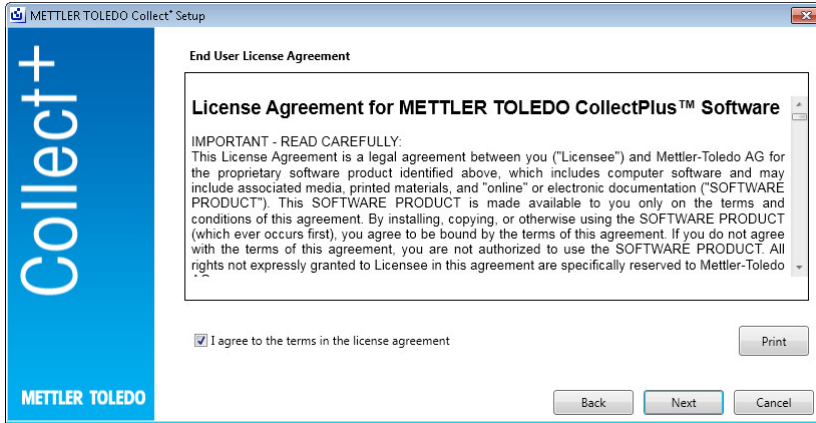 METTLER TOLEDO Collect+ Setup
Collect+
METTLER TOLEDO
End User License Agreement
License Agreement for METTLER TOLEDO CollectPlus™ Software
IMPORTANT - READ CAREFULLY:
This License Agreement is a legal agreement between you ("Licensee") and Mettler-Toledo AG for
the proprietary software product identified above, which includes computer software and may
include associated media, printed materials, and "online" or electronic documentation ("SOFTWARE
PRODUCT"). This SOFTWARE PRODUCT is made available to you only on the terms and
conditions of this agreement. By installing, copying, or otherwise using the SOFTWARE PRODUCT
(which ever occurs first), you agree to be bound by the terms of this agreement. If you do not agree
with the terms of this agreement, you are not authorized to use the SOFTWARE PRODUCT. All
rights not expressly granted to Licensee in this agreement are specifically reserved to Mettler-Toledo
I agree to the terms in the license agreement
Print
Back
Next
Cancel